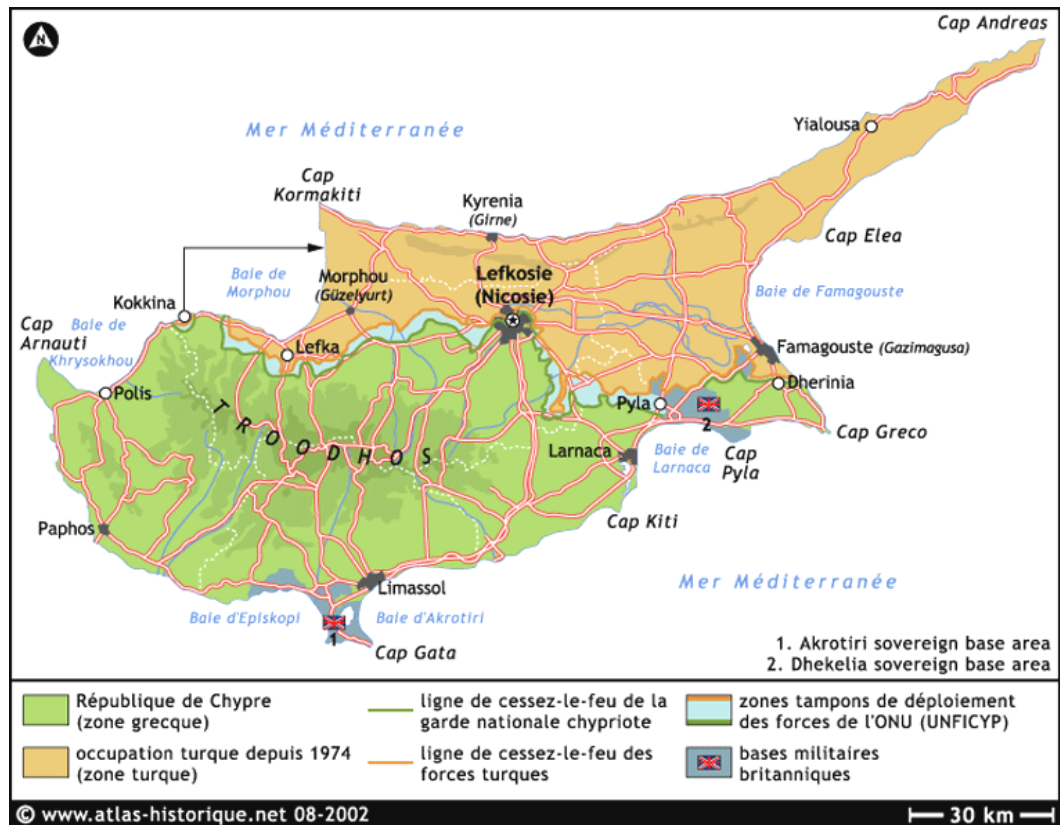 N
Cap Andreas
Mer Méditerranée
Yialousa
Cap
Kormakiti
Kyrenia
(Girne)
Cap Elea
Baie de
Morphou
Morphou
(Güzelyurt)
Lefkosie
(Nicosie)
Baie de Famagouste
Kokkina
Cap
Arnauti
Baie de
Khrysokhou
Lefka
Famagouste (Gazimagusa)
Dherinia
Polis
Pyla
2
TROODHOS
Cap Greco
Larnaca
Baie de
Larnaca
Cap
Pyla
Paphos
Cap Kiti
Mer Méditerranée
Limassol
Baie d'Episkopi
Baie d'Akrotiri
1
Cap Gata
1. Akrotiri sovereign base area
2. Dhekelia sovereign base area
République de Chypre
(zone grecque)
ligne de cessez-le-feu de la
garde nationale chypriote
zones tampons de déploiement
des forces de l'ONU (UNFICYP)
occupation turque depuis 1974
(zone turque)
ligne de cessez-le-feu des
forces turques
bases militaires
britanniques
© www.atlas-historique.net 08-2002
30 km